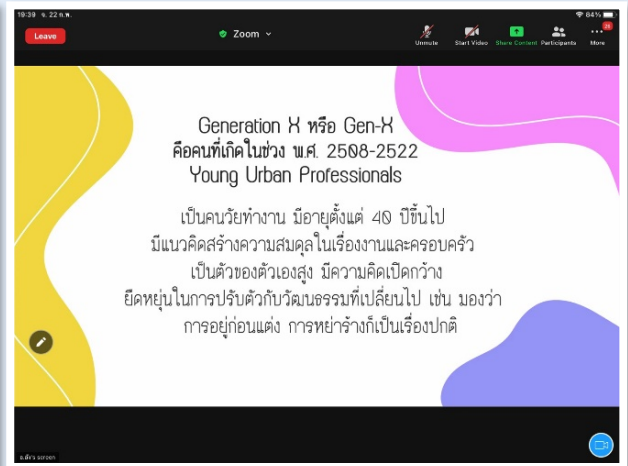 19:39 จ. 22 ก.พ.
84%
Leave
Zoom
Unmute
Start Video
Share Content
Participants
More
Generation X หรือ Gen-X
คือคนที่เกิดในช่วง พ.ศ. 2508-2522
Young Urban Professionals
เป็นคนวัยทำงาน มีอายุตั้งแต่ 40 ปีขึ้นไป
มีแนวคิดสร้างความสมดุลในเรื่องงานและครอบครัว
เป็นตัวของตัวเองสูง มีความคิดเปิดกว้าง
ยืดหยุ่นในการปรับตัวกับวัฒนธรรมที่เปลี่ยนไป เช่น มองว่า
การอยู่ก่อนแต่ง การหย่าร้างก็เป็นเรื่องปกติ
screen